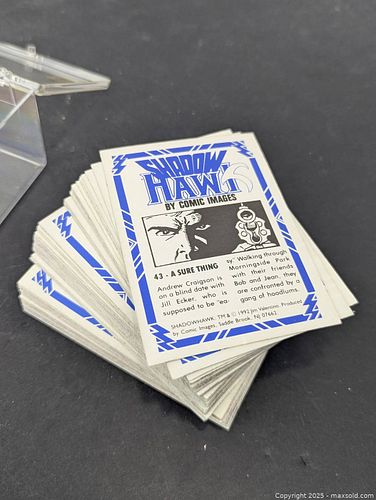 SHADOW
HAWK
BY COMIC IMAGES
43 - A SURE THING
Andrew Craigson is on a blind date with Jill Ecker, who is supposed to be "ea-
sy. Walking through Morningside Park with their friends Bob and Jean, they are confronted by a gang of hoodlums.
SHADOWHAWK ™ & © 1992 Jim Valentino. Produced
by Comic Images, Saddle Brook, NJ 07662
Copyright 2025 - maxsold.com